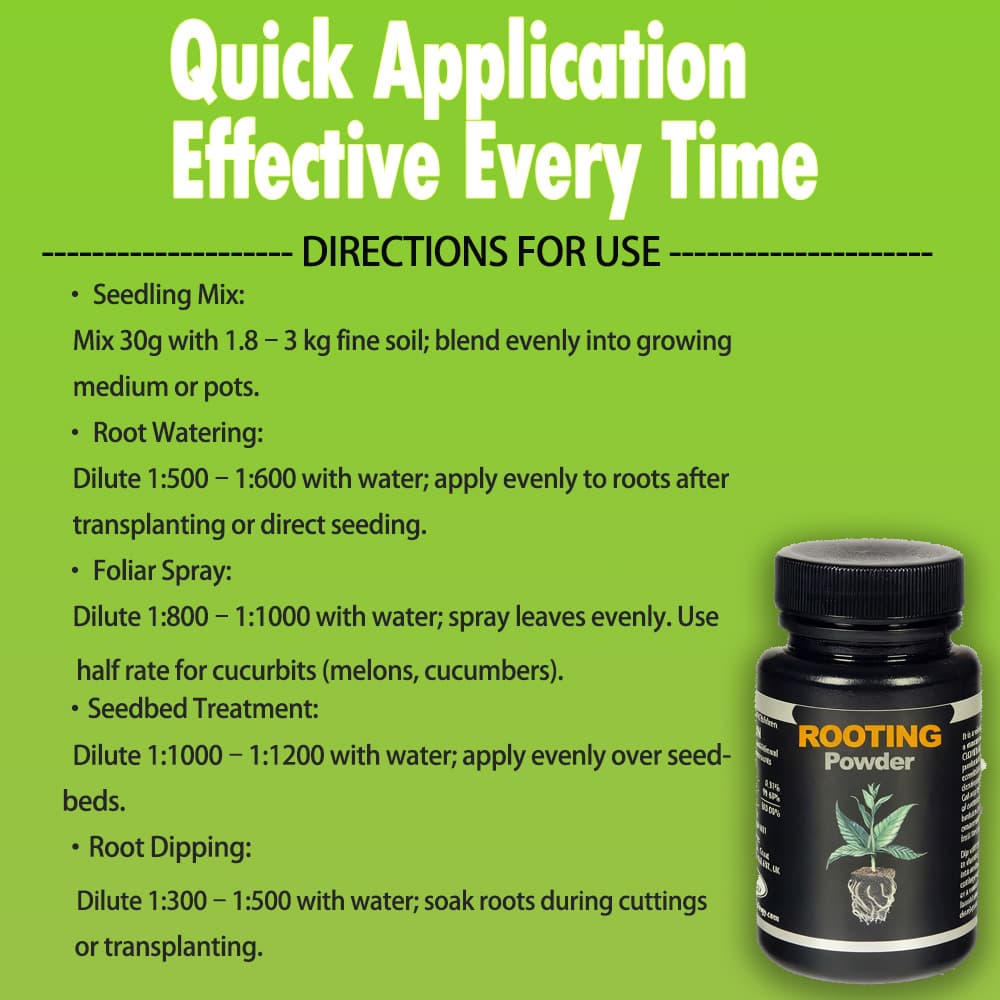 Quick Application
Effective Every Time
--------------------- DIRECTIONS FOR USE ----------------------
• Seedling Mix:
Mix 30g with 1.8 – 3 kg fine soil; blend evenly into growing
medium or pots.
• Root Watering:
Dilute 1:500 – 1:600 with water; apply evenly to roots after
transplanting or direct seeding.
• Foliar Spray:
Dilute 1:800 – 1:1000 with water; spray leaves evenly. Use
half rate for cucurbits (melons, cucumbers).
• Seedbed Treatment:
Dilute 1:1000 – 1:1200 with water; apply evenly over seed-
beds.
• Root Dipping:
Dilute 1:300 – 1:500 with water; soak roots during cuttings
or transplanting.
ROOTING
Powder